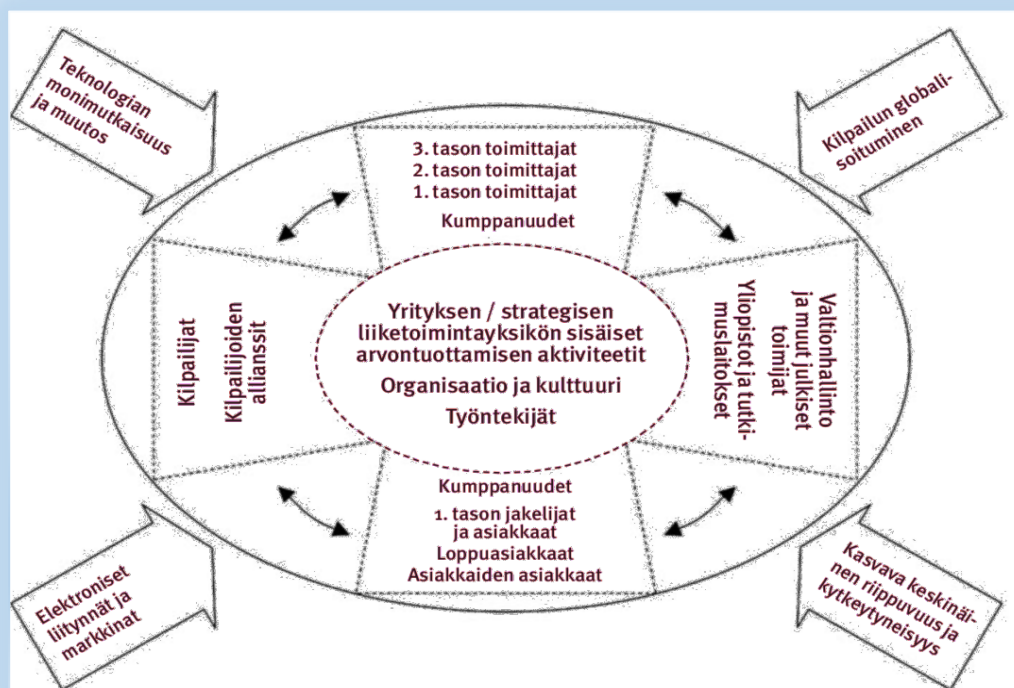 Teknologian
monimutkaisuus
ja muutos
Kilpailun globali-
soituminen
3. tason toimittajat
2. tason toimittajat
1. tason toimittajat
Kumppanuudet
Kilpailijat
Kilpailijoiden
allianssit
Yrityksen / strategisen
liiketoimintayksikön sisäiset
arvontuottamisen aktiviteetit
Organisaatio ja kulttuuri
Työntekijät
Valtionhallinto
ja muut julkiset
toimijat
Yliopistot ja tutki-
muslaitokset
Kumppanuudet
1. tason jakelijat
ja asiakkaat
Loppuasiakkaat
Asiakkaiden asiakkaat
Elektroniset
liitynnät ja
markkinat
Kasvava keskinäi-
nen riippuvuus ja
kytkeytyneisyys